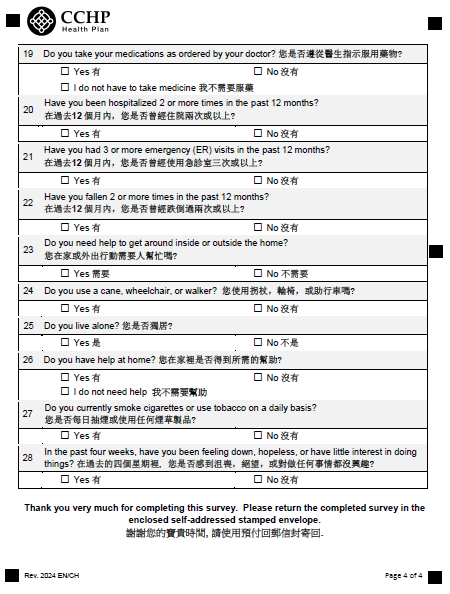 CCHP
Health Plan
19 Do you take your medications as ordered by your doctor? 您是否遵從醫生指示服用藥物?
☐ Yes 有 ☐ No 沒有
☐ I do not have to take medicine 我不需要服藥
20 Have you been hospitalized 2 or more times in the past 12 months?
在過去12 個月內，您是否曾經住院兩次或以上?
☐ Yes 有 ☐ No 沒有
21 Have you had 3 or more emergency (ER) visits in the past 12 months?
在過去12 個月內，您是否曾經使用急診室三次或以上?
☐ Yes 有 ☐ No 沒有
22 Have you fallen 2 or more times in the past 12 months?
在過去12 個月內，您是否曾經跌倒過兩次或以上?
☐ Yes 有 ☐ No 沒有
23 Do you need help to get around inside or outside the home?
您在家或外出行動需要人幫忙嗎?
☐ Yes 需要 ☐ No 不需要
24 Do you use a cane, wheelchair, or walker? 您使用拐杖，輪椅，或助行車嗎?
☐ Yes 有 ☐ No 沒有
25 Do you live alone? 您是否獨居?
☐ Yes 是 ☐ No 不是
26 Do you have help at home? 您在家裡是否得到所需的幫助?
☐ Yes 有 ☐ No 沒有
☐ I do not need help 我不需要幫助
27 Do you currently smoke cigarettes or use tobacco on a daily basis?
您是否每日抽煙或使用任何煙草製品?
☐ Yes 有 ☐ No 沒有
28 In the past four weeks, have you been feeling down, hopeless, or have little interest in doing
things? 在過去的四個星期裡, 您是否感到沮喪，絕望，或對做任何事情都沒興趣?
☐ Yes 有 ☐ No 沒有
Thank you very much for completing this survey. Please return the completed survey in the
enclosed self-addressed stamped envelope.
謝謝您的寶貴時間, 請使用預付回郵信封寄回.
Rev. 2024 EN/CH Page 4 of 4